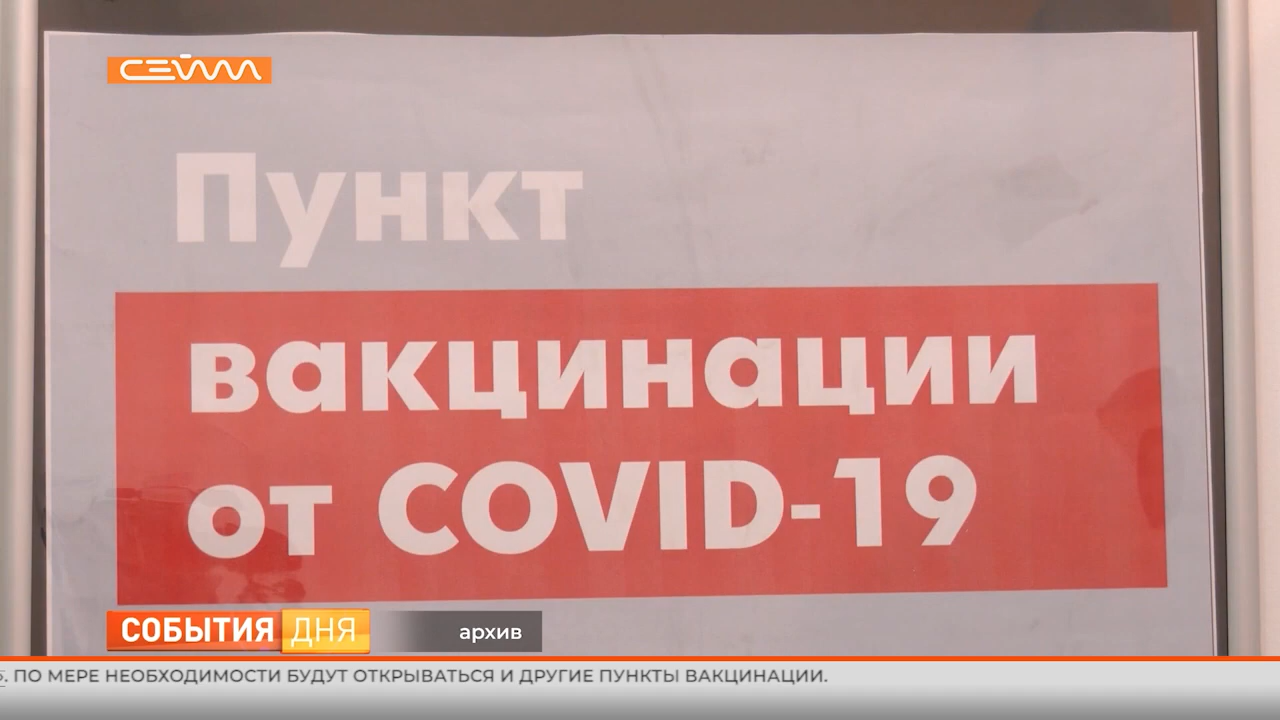 СЕЙМ
Пункт
вакцинации
от COVID-19
СОБЫТИЯ ДНЯ
архив
. ПО МЕРЕ НЕОБХОДИМОСТИ БУДУТ ОТКРЫВАТЬСЯ И ДРУГИЕ ПУНКТЫ ВАКЦИНАЦИИ.